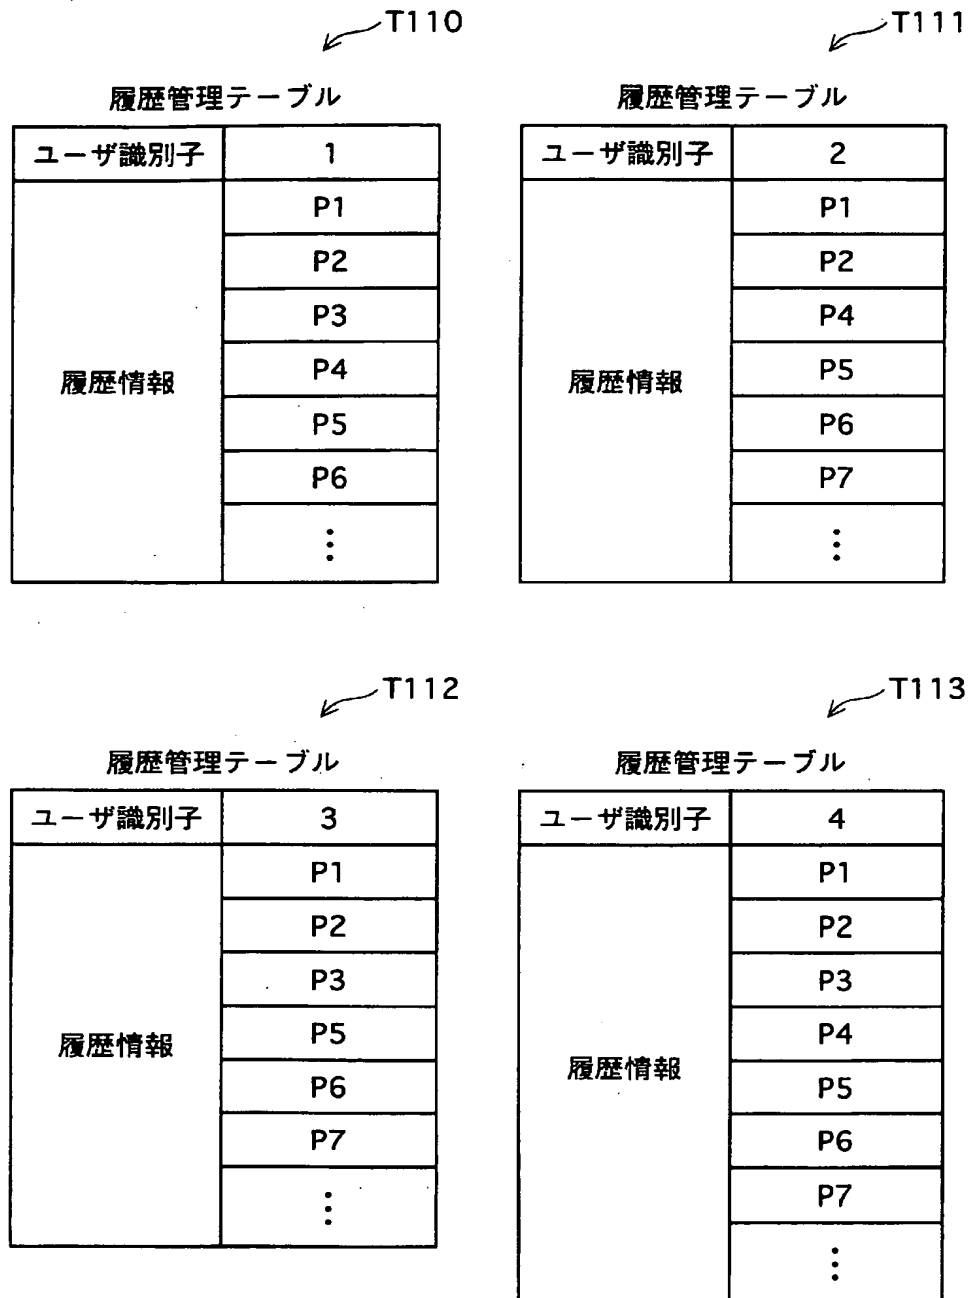 T110
履歴管理テーブル
ユーザ識別子 1
履歴情報
P1
P2
P3
P4
P5
P6
⋮
T111
履歴管理テーブル
ユーザ識別子 2
履歴情報
P1
P2
P4
P5
P6
P7
⋮
T112
履歴管理テーブル
ユーザ識別子 3
履歴情報
P1
P2
P3
P5
P6
P7
⋮
T113
履歴管理テーブル
ユーザ識別子 4
履歴情報
P1
P2
P3
P4
P5
P6
P7
⋮